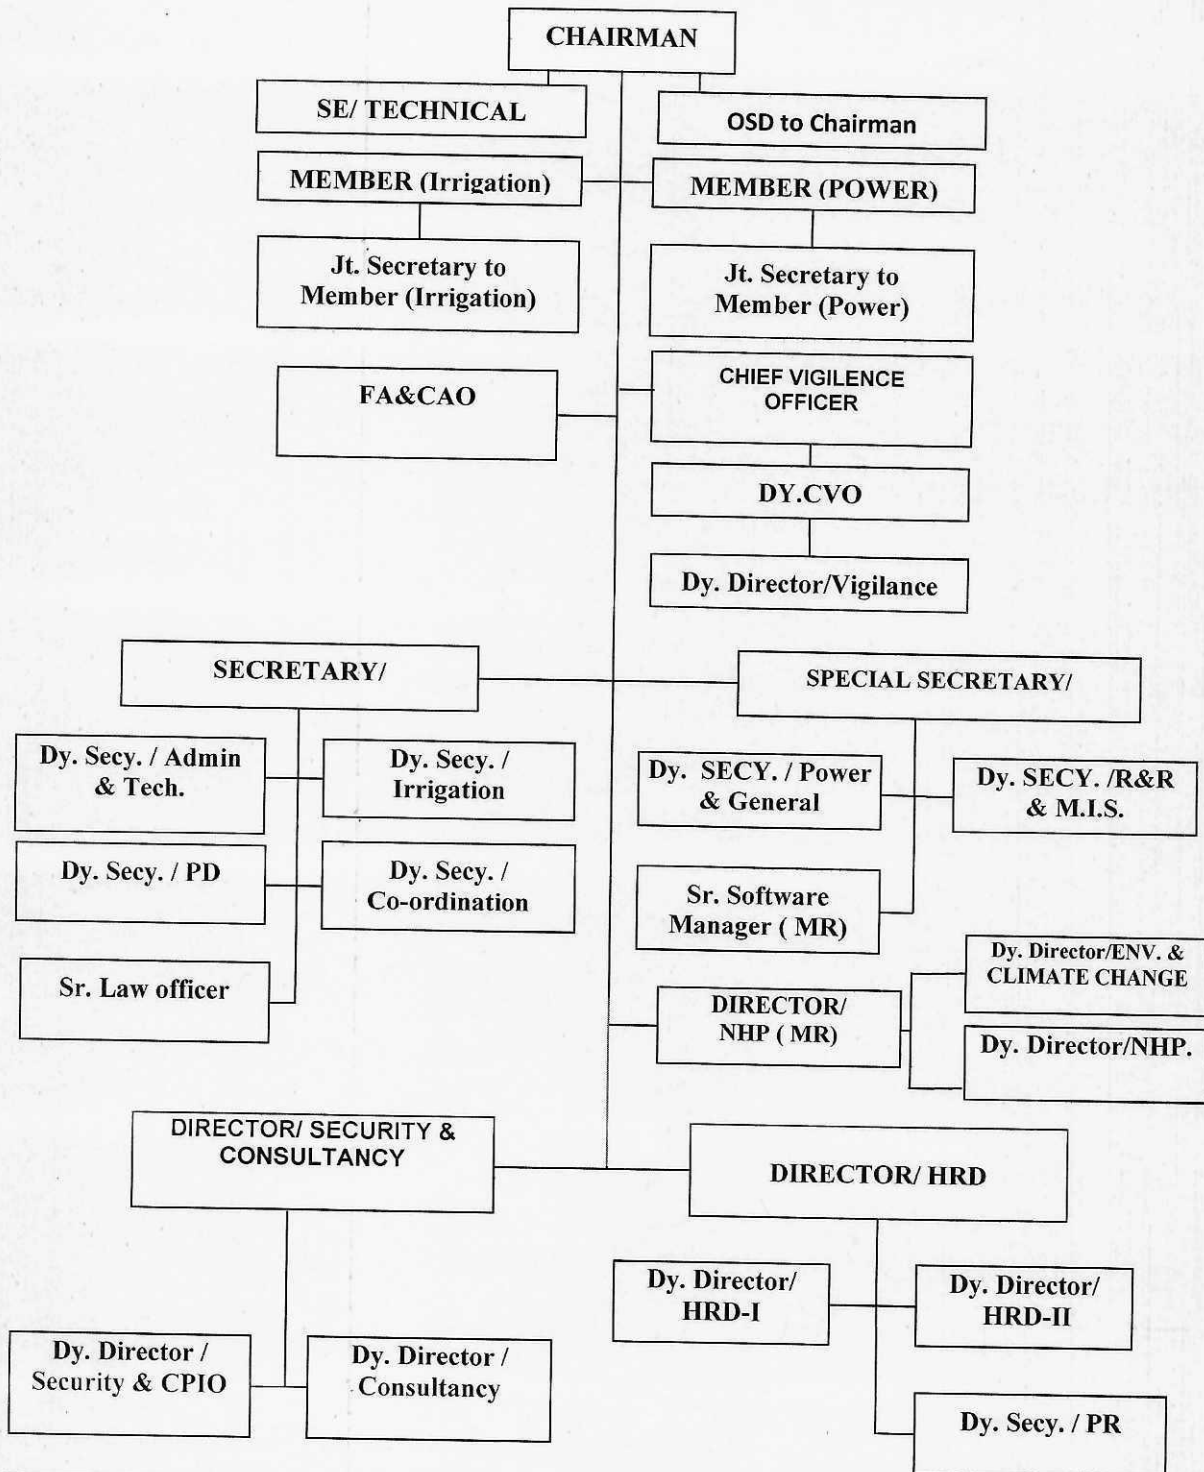 CHAIRMAN
SE/ TECHNICAL
OSD to Chairman
MEMBER (Irrigation)
MEMBER (POWER)
Jt. Secretary to
Member (Irrigation)
Jt. Secretary to
Member (Power)
FA&CAO
CHIEF VIGILENCE
OFFICER
DY.CVO
Dy. Director/Vigilance
SECRETARY/
SPECIAL SECRETARY/
Dy. Secy. / Admin
& Tech.
Dy. Secy. /
Irrigation
Dy. SECY. / Power
& General
Dy. SECY. /R&R
& M.I.S.
Dy. Secy. / PD
Dy. Secy. /
Co-ordination
Sr. Software
Manager ( MR)
Sr. Law officer
DIRECTOR/
NHP ( MR)
Dy. Director/ENV. &
CLIMATE CHANGE
Dy. Director/NHP.
DIRECTOR/ SECURITY &
CONSULTANCY
DIRECTOR/ HRD
Dy. Director/
HRD-I
Dy. Director/
HRD-II
Dy. Director /
Security & CPIO
Dy. Director /
Consultancy
Dy. Secy. / PR